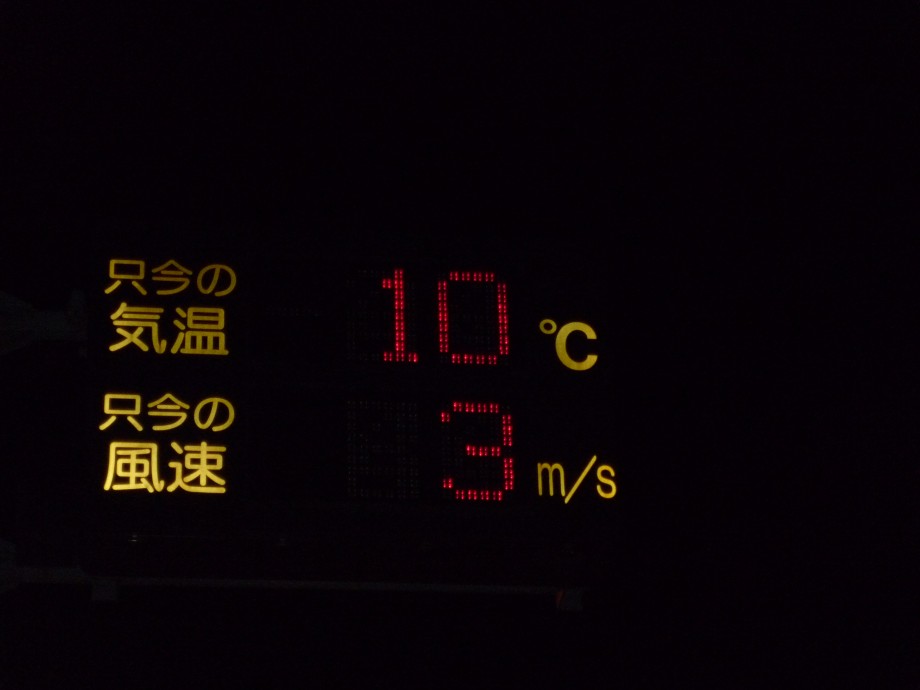 只今の
気温 10 ℃
只今の
風速 3 m/s